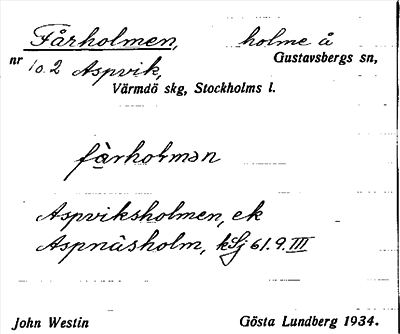 Fårholmen, holme å
nr 1o.2 Aspvik, Gustavsbergs sn,
Värmdö skg, Stockholms l.
fårholmən
Aspviksholmen, ek
Aspnäsholm, kSj 61.9.III
John Westin Gösta Lundberg 1934.